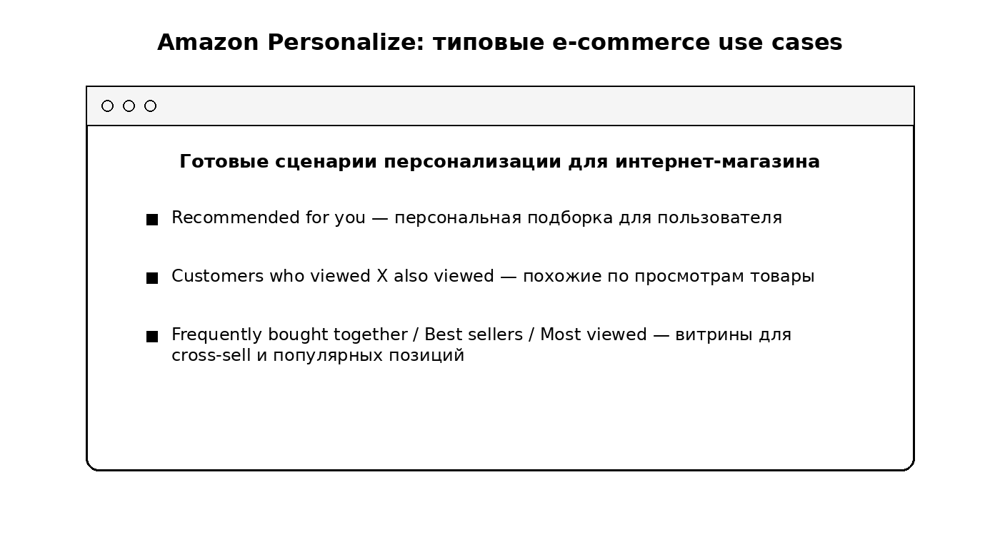 Amazon Personalize: типовые e-commerce use cases
Готовые сценарии персонализации для интернет-магазина
Recommended for you — персональная подборка для пользователя
Customers who viewed X also viewed — похожие по просмотрам товары
Frequently bought together / Best sellers / Most viewed — витрины для
cross-sell и популярных позиций